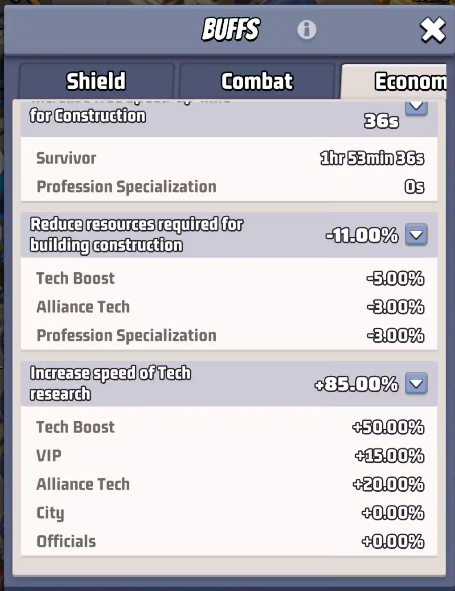 BUFFS
Shield
Combat
Econom
for Construction
36s
Survivor
1hr 53min 36s
Profession Specialization
0s
Reduce resources required for
building construction
-11.00%
Tech Boost
-5.00%
Alliance Tech
-3.00%
Profession Specialization
-3.00%
Increase speed of Tech
research
+85.00%
Tech Boost
+50.00%
VIP
+15.00%
Alliance Tech
+20.00%
City
+0.00%
Officials
+0.00%